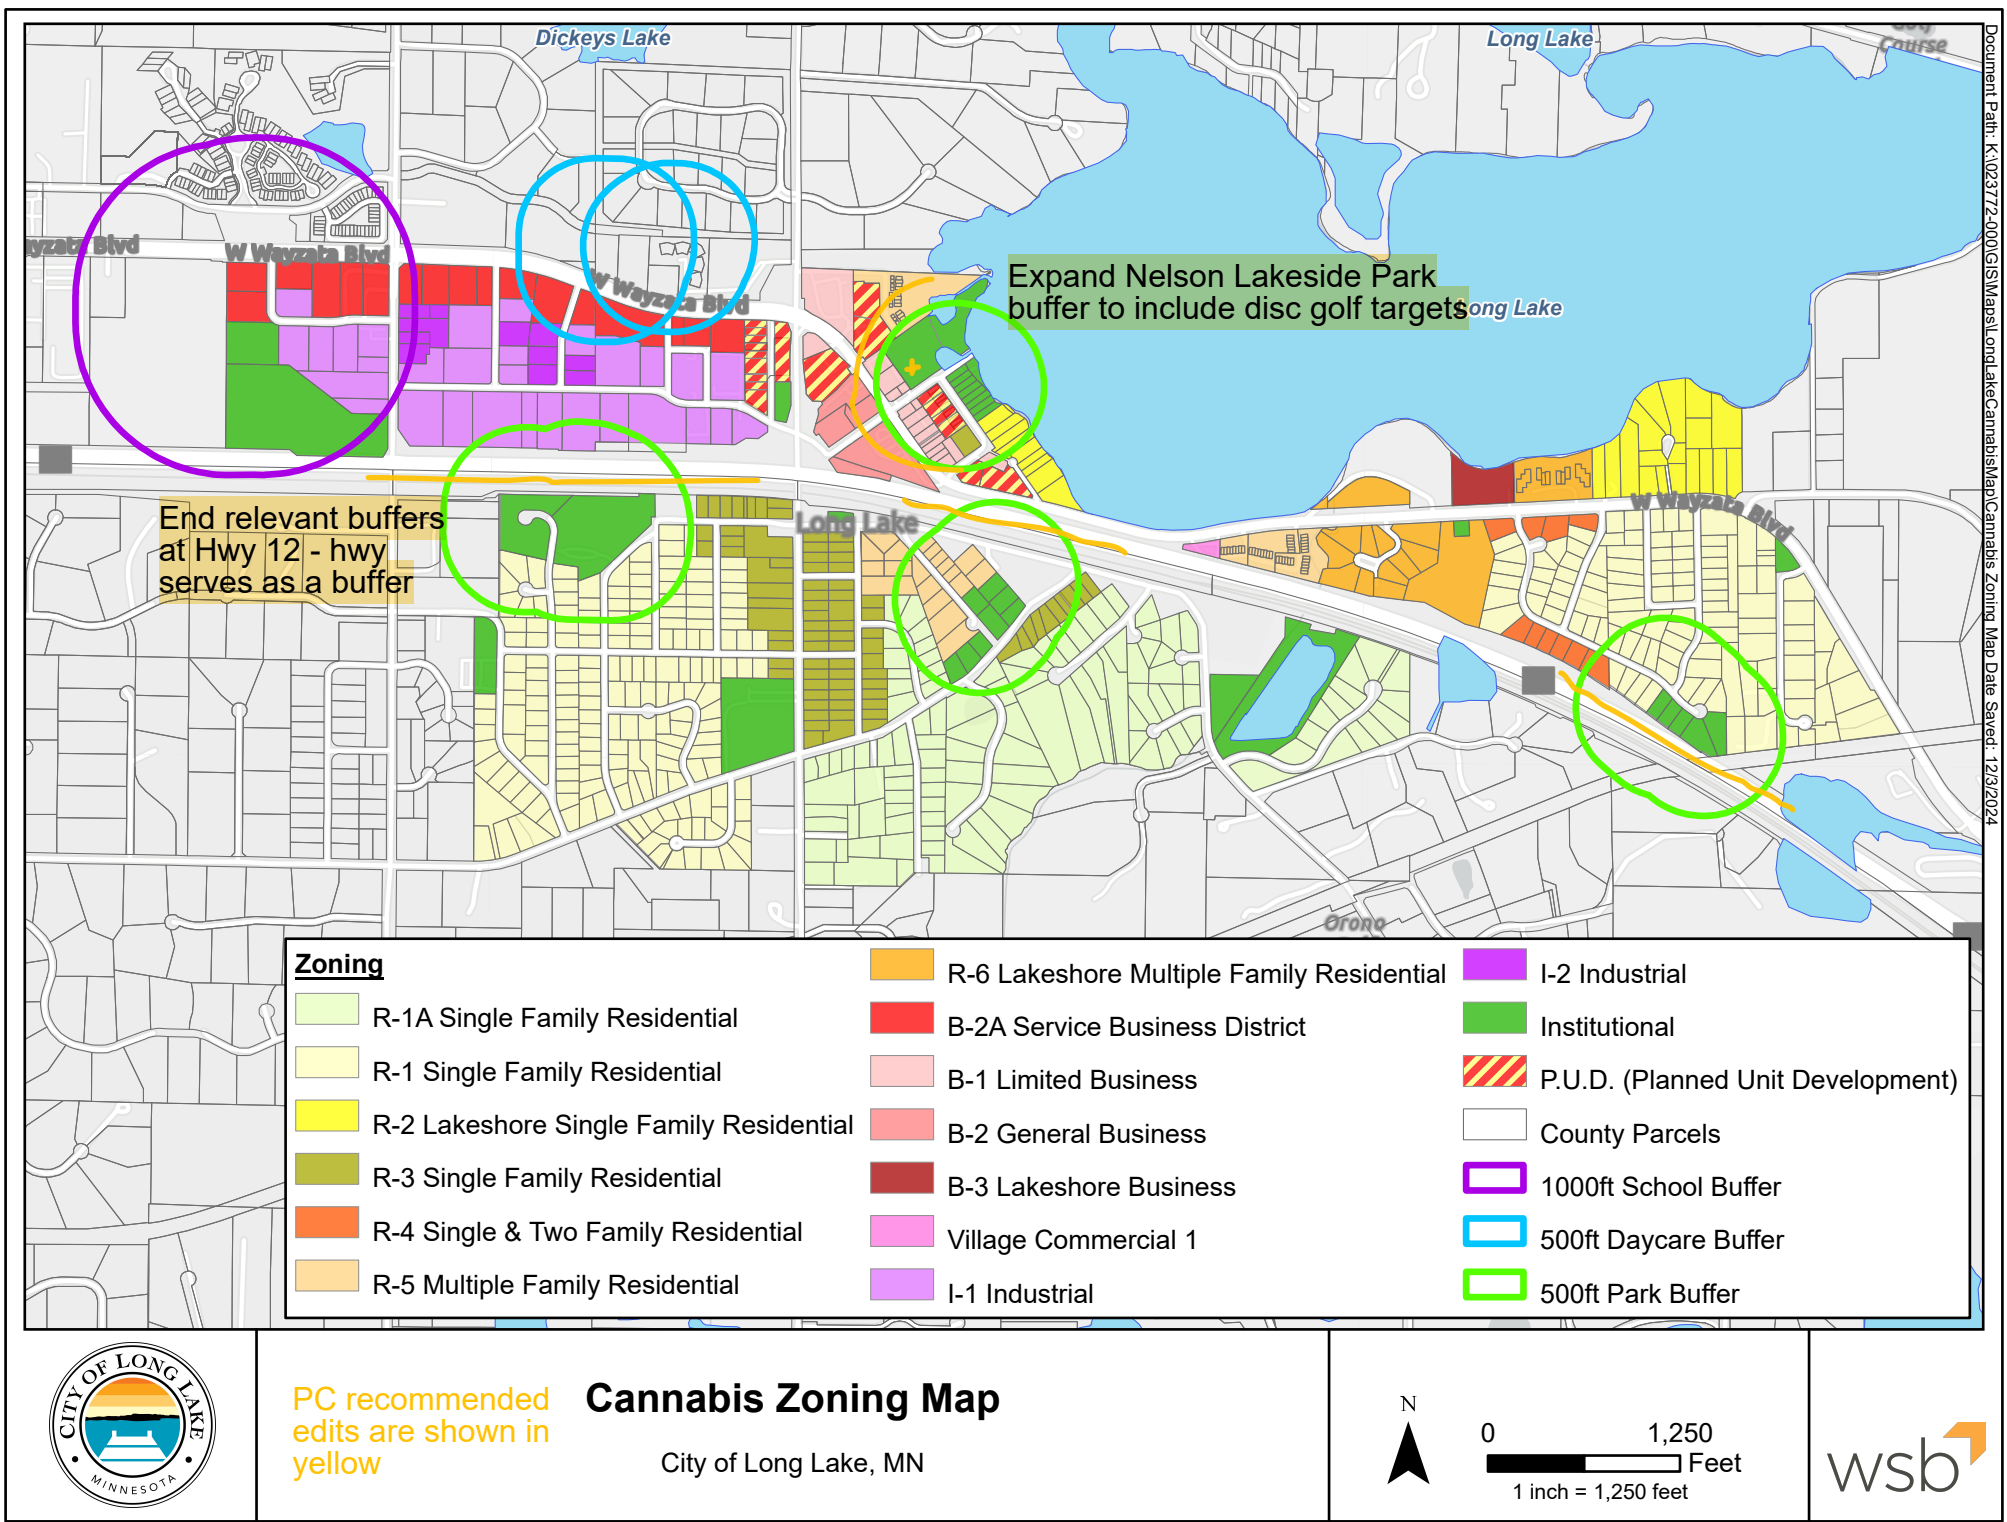 Dickeys Lake
Long Lake
Golf
Course
Document Path: K:\023772-000\GIS\Maps\LongLakeCannabisMap\Cannabis Zoning Map Date Saved: 12/3/2024
ayzata Blvd
W Wayzata Blvd
W Wayzata Blvd
Expand Nelson Lakeside Park
buffer to include disc golf targets
Long Lake
End relevant buffers
at Hwy 12 - hwy
serves as a buffer
Long Lake
W Wayzata Blvd
Orono
Zoning
R-1A Single Family Residential
R-1 Single Family Residential
R-2 Lakeshore Single Family Residential
R-3 Single Family Residential
R-4 Single & Two Family Residential
R-5 Multiple Family Residential
R-6 Lakeshore Multiple Family Residential
B-2A Service Business District
B-1 Limited Business
B-2 General Business
B-3 Lakeshore Business
Village Commercial 1
I-1 Industrial
I-2 Industrial
Institutional
P.U.D. (Planned Unit Development)
County Parcels
1000ft School Buffer
500ft Daycare Buffer
500ft Park Buffer
CITY OF LONG LAKE
MINNESOTA
PC recommended
edits are shown in
yellow
Cannabis Zoning Map
City of Long Lake, MN
N
0 1,250
Feet
1 inch = 1,250 feet
wsb